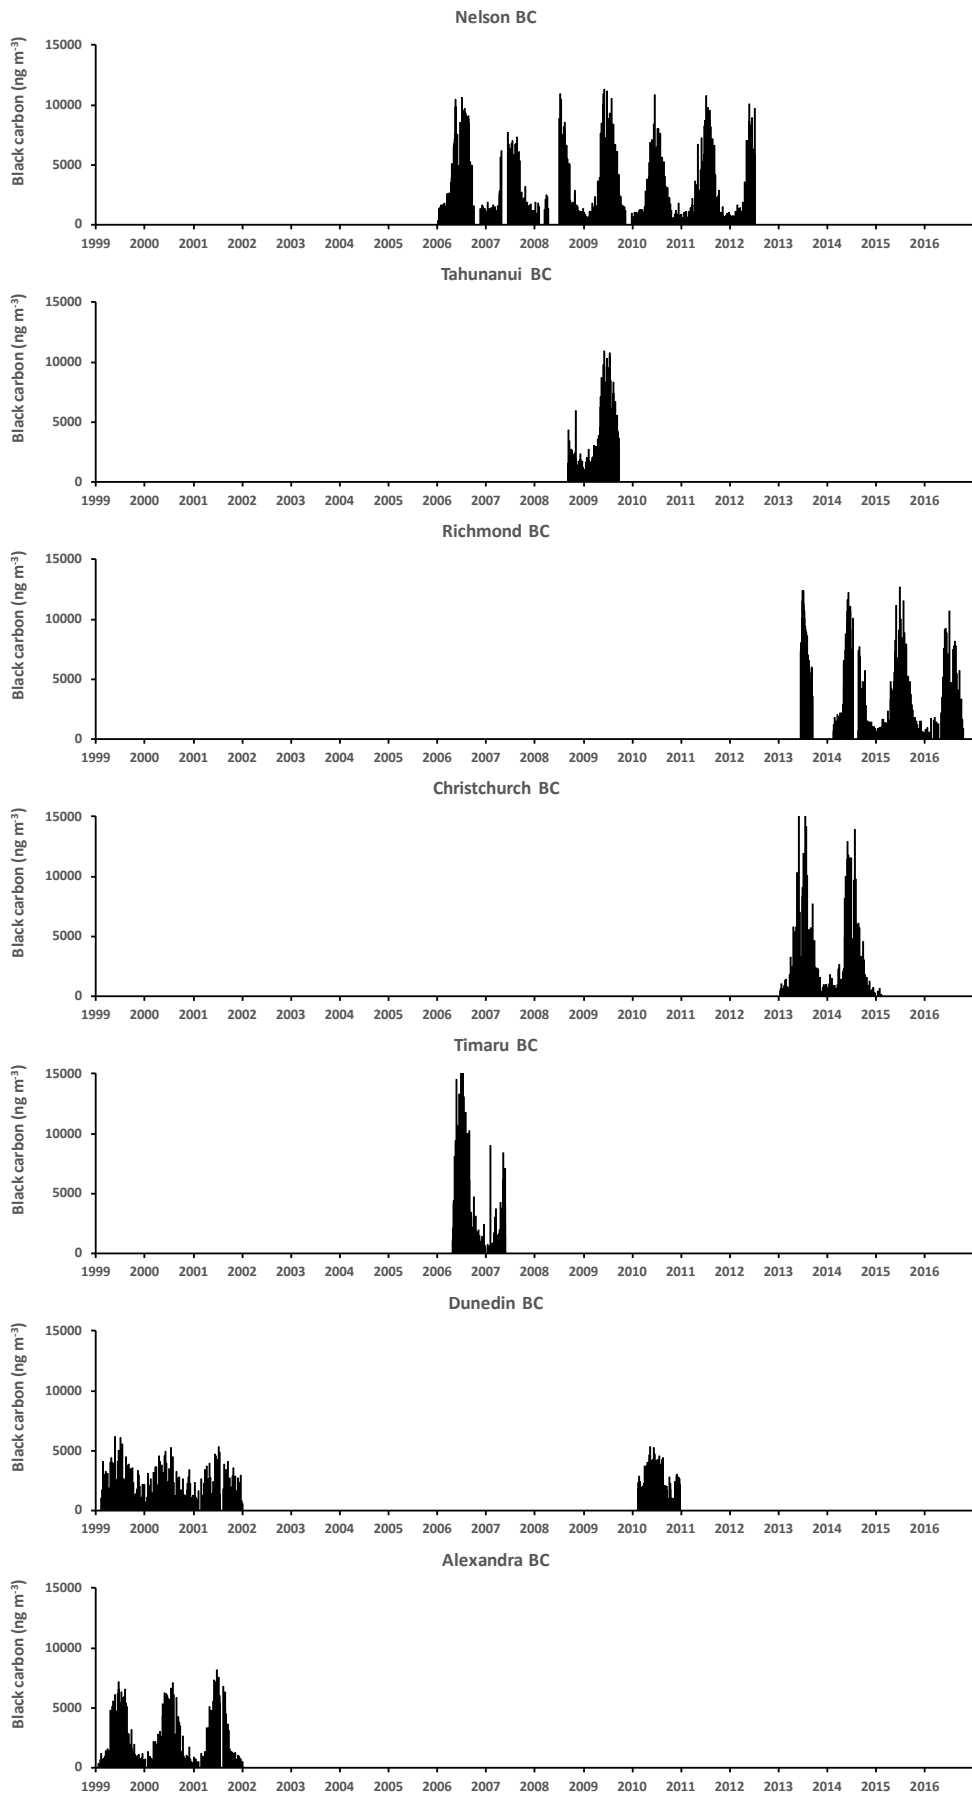 Nelson BC
Black carbon (ng m⁻³)
15000
10000
5000
0
1999 2000 2001 2002 2003 2004 2005 2006 2007 2008 2009 2010 2011 2012 2013 2014 2015 2016
Tahunanui BC
Black carbon (ng m⁻³)
15000
10000
5000
0
1999 2000 2001 2002 2003 2004 2005 2006 2007 2008 2009 2010 2011 2012 2013 2014 2015 2016
Richmond BC
Black carbon (ng m⁻³)
15000
10000
5000
0
1999 2000 2001 2002 2003 2004 2005 2006 2007 2008 2009 2010 2011 2012 2013 2014 2015 2016
Christchurch BC
Black carbon (ng m⁻³)
15000
10000
5000
0
1999 2000 2001 2002 2003 2004 2005 2006 2007 2008 2009 2010 2011 2012 2013 2014 2015 2016
Timaru BC
Black carbon (ng m⁻³)
15000
10000
5000
0
1999 2000 2001 2002 2003 2004 2005 2006 2007 2008 2009 2010 2011 2012 2013 2014 2015 2016
Dunedin BC
Black carbon (ng m⁻³)
15000
10000
5000
0
1999 2000 2001 2002 2003 2004 2005 2006 2007 2008 2009 2010 2011 2012 2013 2014 2015 2016
Alexandra BC
Black carbon (ng m⁻³)
15000
10000
5000
0
1999 2000 2001 2002 2003 2004 2005 2006 2007 2008 2009 2010 2011 2012 2013 2014 2015 2016